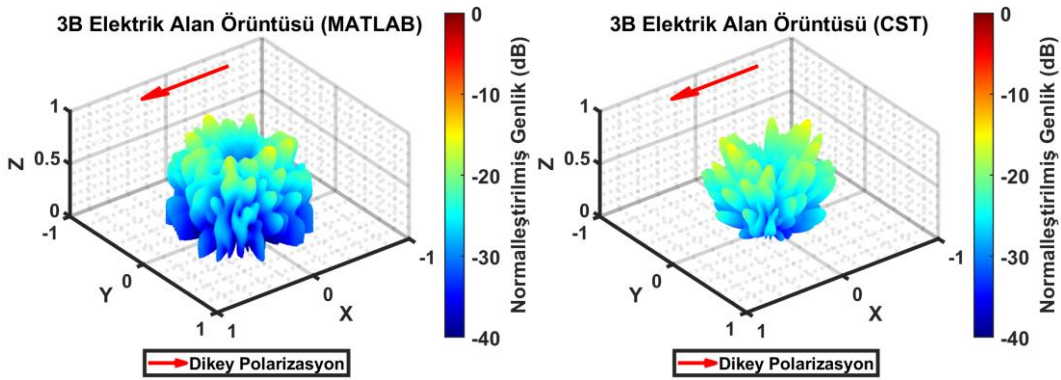 3B Elektrik Alan Örüntüsü (MATLAB)
1
0.5
0
Z
-1
0
1
Y
1
0
-1
X
0
-10
-20
-30
-40
Normalleştirilmiş Genlik (dB)
Dikey Polarizasyon
3B Elektrik Alan Örüntüsü (CST)
1
0.5
0
Z
-1
0
1
Y
1
0
-1
X
0
-10
-20
-30
-40
Normalleştirilmiş Genlik (dB)
Dikey Polarizasyon